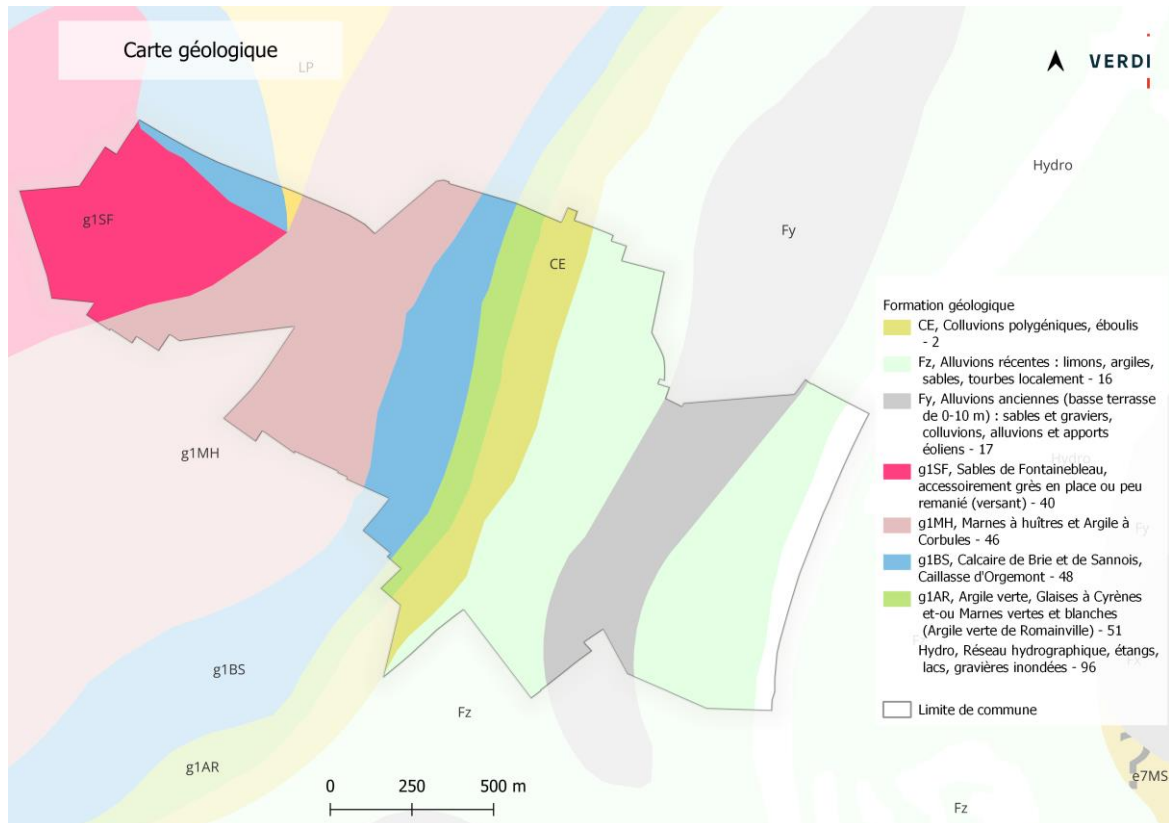 Carte géologique
LP
VERDI
Hydro
g1SF
Fy
CE
Formation géologique
CE, Colluvions polygéniques, éboulis
- 2
Fz, Alluvions récentes : limons, argiles,
sables, tourbes localement - 16
Fy, Alluvions anciennes (basse terrasse
de 0-10 m) : sables et graviers,
colluvions, alluvions et apports
éoliens - 17
g1SF, Sables de Fontainebleau,
accessoirement grès en place ou peu
remanié (versant) - 40
g1MH, Marnes à huîtres et Argile à
Corbules - 46
g1BS, Calcaire de Brie et de Sannois,
Caillasse d'Orgemont - 48
g1AR, Argile verte, Glaises à Cyrènes
et-ou Marnes vertes et blanches
(Argile verte de Romainville) - 51
Hydro, Réseau hydrographique, étangs,
lacs, gravières inondées - 96
Limite de commune
g1MH
Hydro
Fy
g1BS
Fz
Fx
g1AR
0 250 500 m
e7MS
Fz